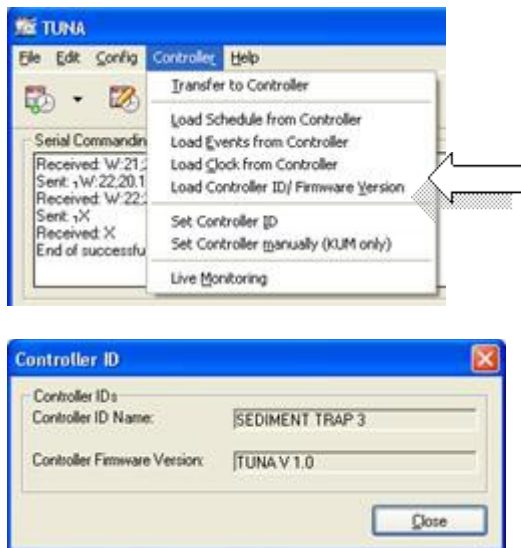 TUNA
File Edit Config Controller Help
Transfer to Controller
Load Schedule from Controller
Load Events from Controller
Load Clock from Controller
Load Controller ID/ Firmware Version
Set Controller ID
Set Controller manually (KUM only)
Live Monitoring
Serial Commandin
Received: W:21;
Sent: ┐W:22;20.1
Received: W:22;
Sent: ┐X
Received: X
End of successfu
Controller ID
Controller IDs
Controller ID Name: SEDIMENT TRAP 3
Controller Firmware Version: TUNA V 1.0
Close